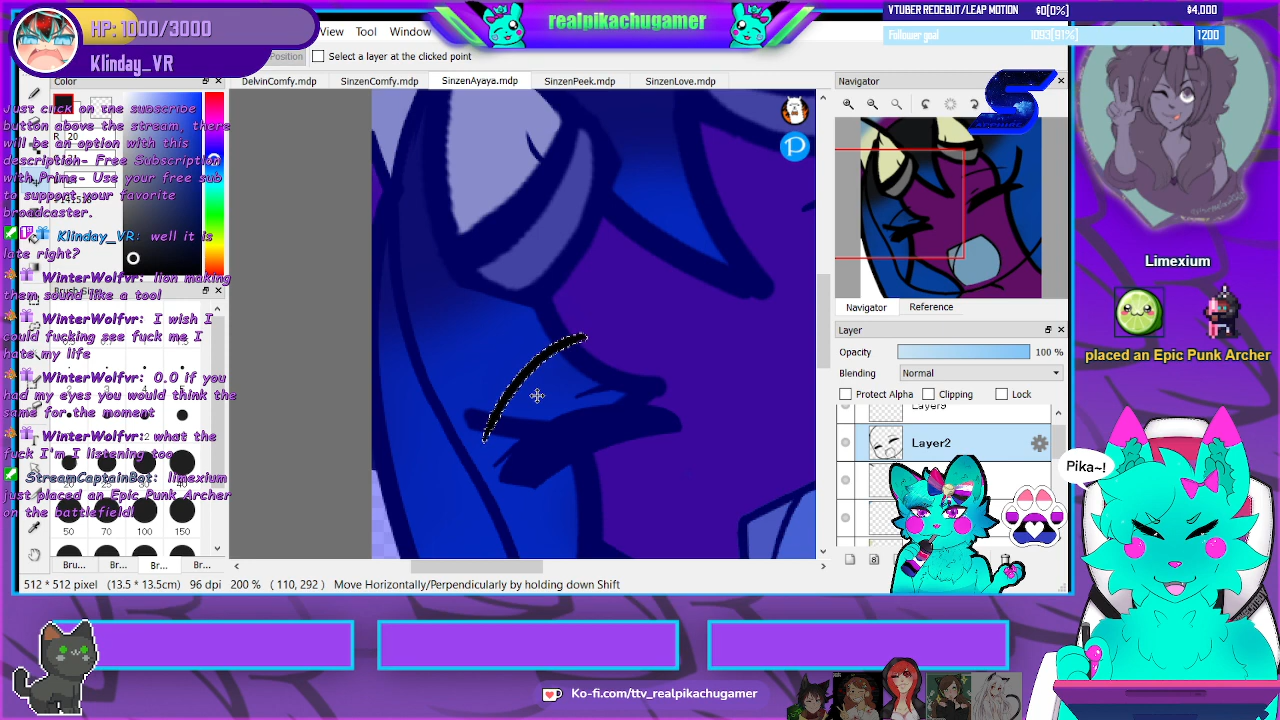 HP: 1000/3000
Klinday_VR
realpikachugamer
VTUBER REDEBUT/LEAP MOTION $0[0%] $4,000
Follower goal 1093(91%) 1200
View Tool Window
Position Select a layer at the clicked point
Color
DelvinComfy.mdp SinzenComfy.mdp SinzenAyaya.mdp SinzenPeek.mdp SinzenLove.mdp
Navigator
Just click on the subscribe
button above the stream, there
will be an option with this
description- Free Subscription
with Prime- Use your free sub
to support your favorite
broadcaster.
Klinday_VR: well it is
late right?
WinterWolfvr: lion making
them sound like a tool
WinterWolfvr: I wish I
could fucking see fuck me I
hate my life
WinterWolfvr: 0.0 if you
had my eyes you would think the
same for the moment
WinterWolfvr: what the
fuck I'm I listening too
StreamCaptainBot: limexium
just placed an Epic Punk Archer
on the battlefield!
50 70 100 150
Bru... Br... Br... Br...
Navigator Reference
Layer
Opacity 100 %
Blending Normal
Protect Alpha Clipping Lock
Layer9
Layer2
512 * 512 pixel (13.5 * 13.5cm) 96 dpi 200 % ( 110, 292 ) Move Horizontally/Perpendicularly by holding down Shift
Limexium
placed an Epic Punk Archer
Pika~!
Ko-fi.com/ttv_realpikachugamer